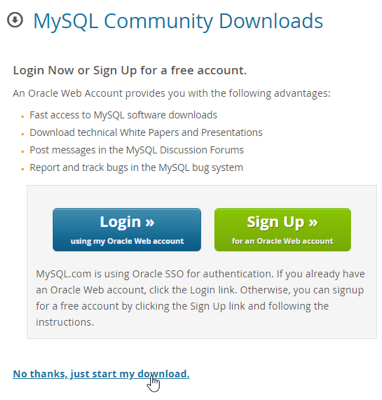 MySQL Community Downloads
Login Now or Sign Up for a free account.
An Oracle Web Account provides you with the following advantages:
Fast access to MySQL software downloads
Download technical White Papers and Presentations
Post messages in the MySQL Discussion Forums
Report and track bugs in the MySQL bug system
Login »
using my Oracle Web account
Sign Up »
for an Oracle Web account
MySQL.com is using Oracle SSO for authentication. If you already have
an Oracle Web account, click the Login link. Otherwise, you can signup
for a free account by clicking the Sign Up link and following the
instructions.
No thanks, just start my download.